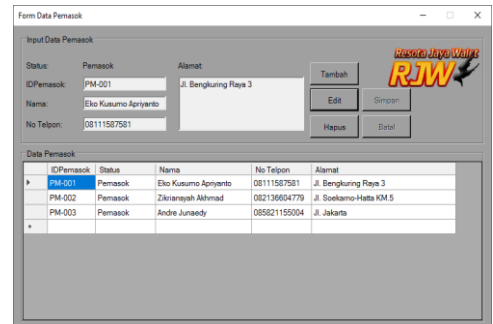 Form Data Pemasok
Input Data Pemasok
Status: Pemasok Alamat:
IDPemasok: PM-001 Jl. Bengkuring Raya 3
Nama: Eko Kusumo Apriyanto
No Telpon: 08111587581
Tambah
Edit Simpan
Hapus Batal
Resota Jaya Wales
RJW
Data Pemasok
IDPemasok Status Nama No Telpon Alamat
PM-001 Pemasok Eko Kusumo Apriyanto 08111587581 Jl. Bengkuring Raya 3
PM-002 Pemasok Zikriansyah Akhmad 082136604779 Jl. Soekarno-Hatta KM.5
PM-003 Pemasok Andre Junaedy 085821155004 Jl. Jakarta